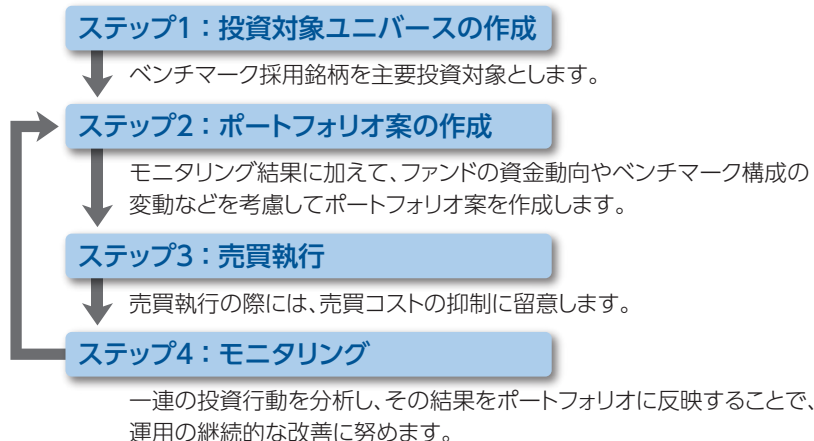 ステップ1：投資対象ユニバースの作成
ベンチマーク採用銘柄を主要投資対象とします。
ステップ2：ポートフォリオ案の作成
モニタリング結果に加えて、ファンドの資金動向やベンチマーク構成の
変動などを考慮してポートフォリオ案を作成します。
ステップ3：売買執行
売買執行の際には、売買コストの抑制に留意します。
ステップ4：モニタリング
一連の投資行動を分析し、その結果をポートフォリオに反映することで、
運用の継続的な改善に努めます。